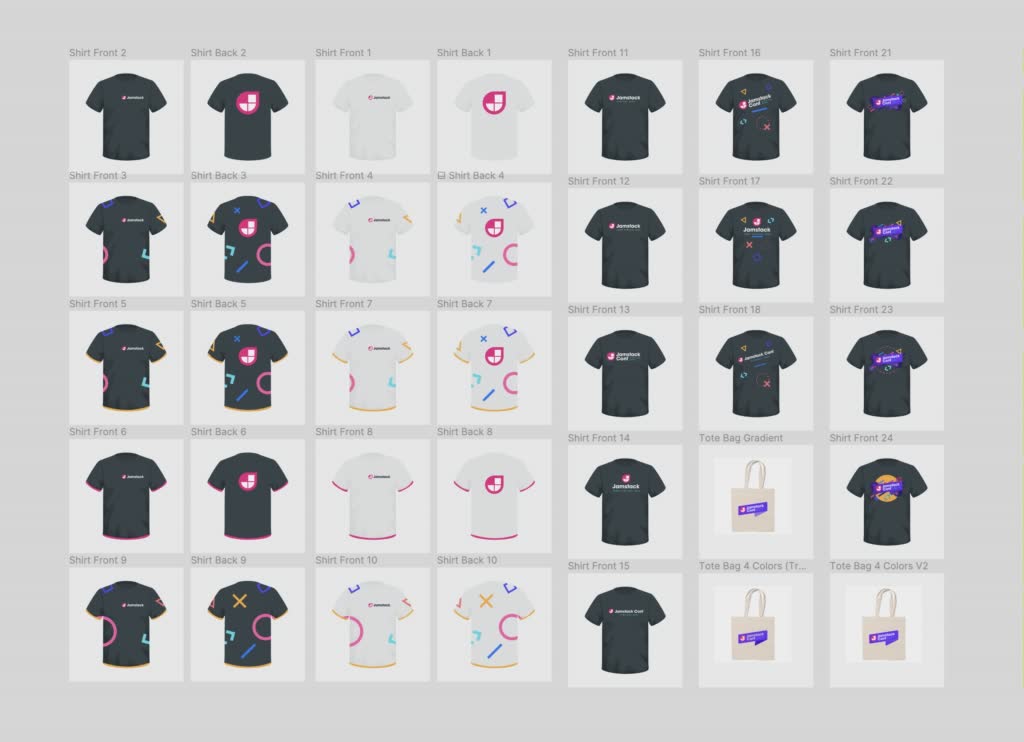 Shirt Front 2
Shirt Back 2
Shirt Front 1
Shirt Back 1
Shirt Front 11
Shirt Front 16
Shirt Front 21
Jamstack
Jamstack
Jamstack
Jamstack Conf
Jamstack Conf
Shirt Front 3
Shirt Back 3
Shirt Front 4
Shirt Back 4
Shirt Front 12
Shirt Front 17
Shirt Front 22
Jamstack
Jamstack
Jamstack
Jamstack
Jamstack Conf
Shirt Front 5
Shirt Back 5
Shirt Front 7
Shirt Back 7
Shirt Front 13
Shirt Front 18
Shirt Front 23
Jamstack
Jamstack
Jamstack Conf
Jamstack Conf
Jamstack Conf
Shirt Front 6
Shirt Back 6
Shirt Front 8
Shirt Back 8
Shirt Front 14
Tote Bag Gradient
Shirt Front 24
Jamstack
Jamstack
Jamstack
Jamstack Conf
Jamstack Conf
Shirt Front 9
Shirt Back 9
Shirt Front 10
Shirt Back 10
Shirt Front 15
Tote Bag 4 Colors (Tr...
Tote Bag 4 Colors V2
Jamstack
Jamstack
Jamstack Conf
Jamstack Conf
Jamstack Conf